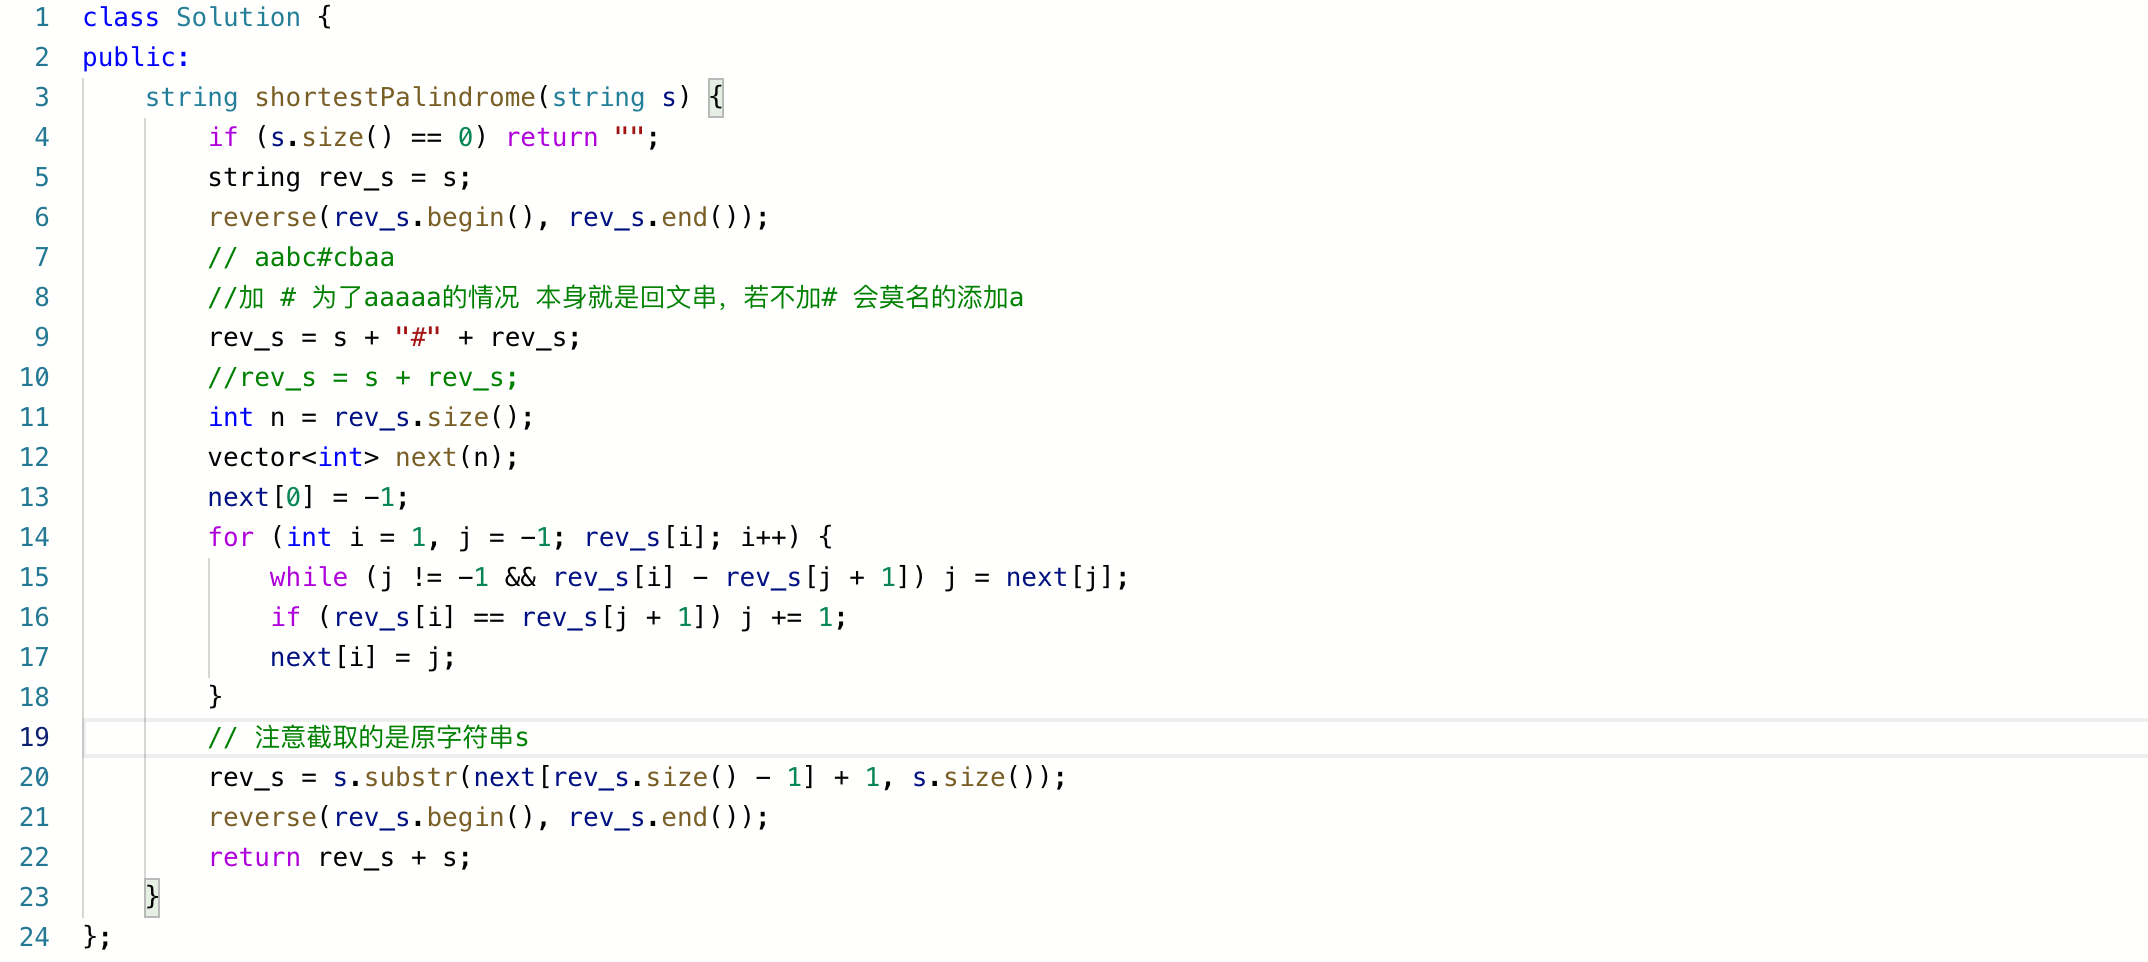 1 class Solution {
2 public:
3 string shortestPalindrome(string s) {
4 if (s.size() == 0) return "";
5 string rev_s = s;
6 reverse(rev_s.begin(), rev_s.end());
7 // aabc#cbaa
8 //加 # 为了aaaaa的情况 本身就是回文串，若不加# 会莫名的添加a
9 rev_s = s + "#" + rev_s;
10 //rev_s = s + rev_s;
11 int n = rev_s.size();
12 vector<int> next(n);
13 next[0] = -1;
14 for (int i = 1, j = -1; rev_s[i]; i++) {
15 while (j != -1 && rev_s[i] - rev_s[j + 1]) j = next[j];
16 if (rev_s[i] == rev_s[j + 1]) j += 1;
17 next[i] = j;
18 }
19 // 注意截取的是原字符串s
20 rev_s = s.substr(next[rev_s.size() - 1] + 1, s.size());
21 reverse(rev_s.begin(), rev_s.end());
22 return rev_s + s;
23 }
24 };